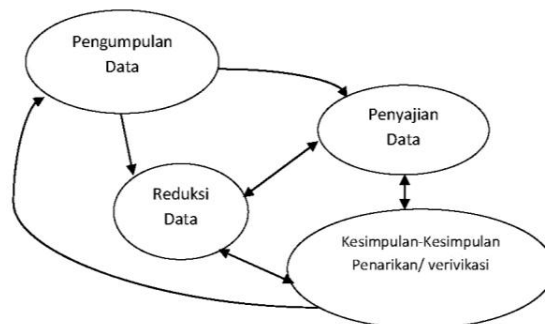 Pengumpulan
Data
Penyajian
Data
Reduksi
Data
Kesimpulan-Kesimpulan
Penarikan/ verivikasi